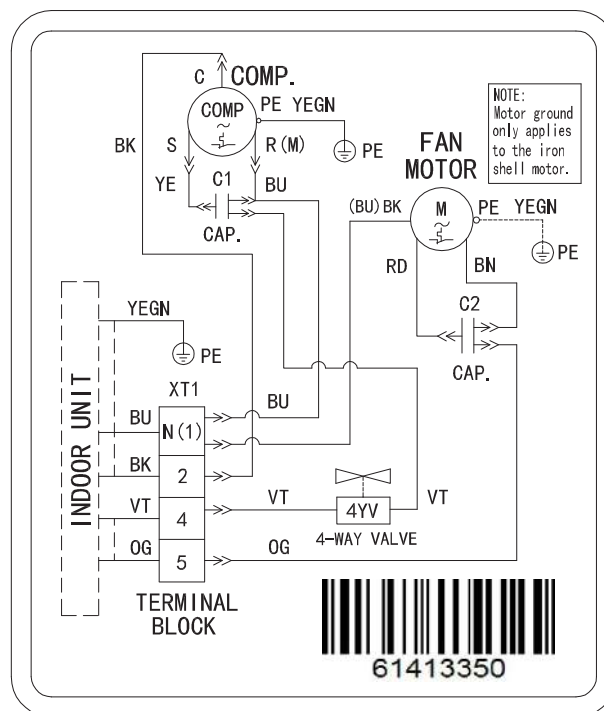 C COMP.
COMP
PE YEGN
BK
S
R(M)
PE
YE
C1
BU
CAP.
NOTE:
Motor ground
only applies
to the iron
shell motor.
FAN
MOTOR
(BU)BK
M
PE YEGN
PE
RD
BN
C2
CAP.
INDOOR UNIT
YEGN
PE
XT1
BU
N(1)
BU
BK
2
VT
4
VT
4YV
VT
4-WAY VALVE
OG
5
OG
TERMINAL
BLOCK
61413350